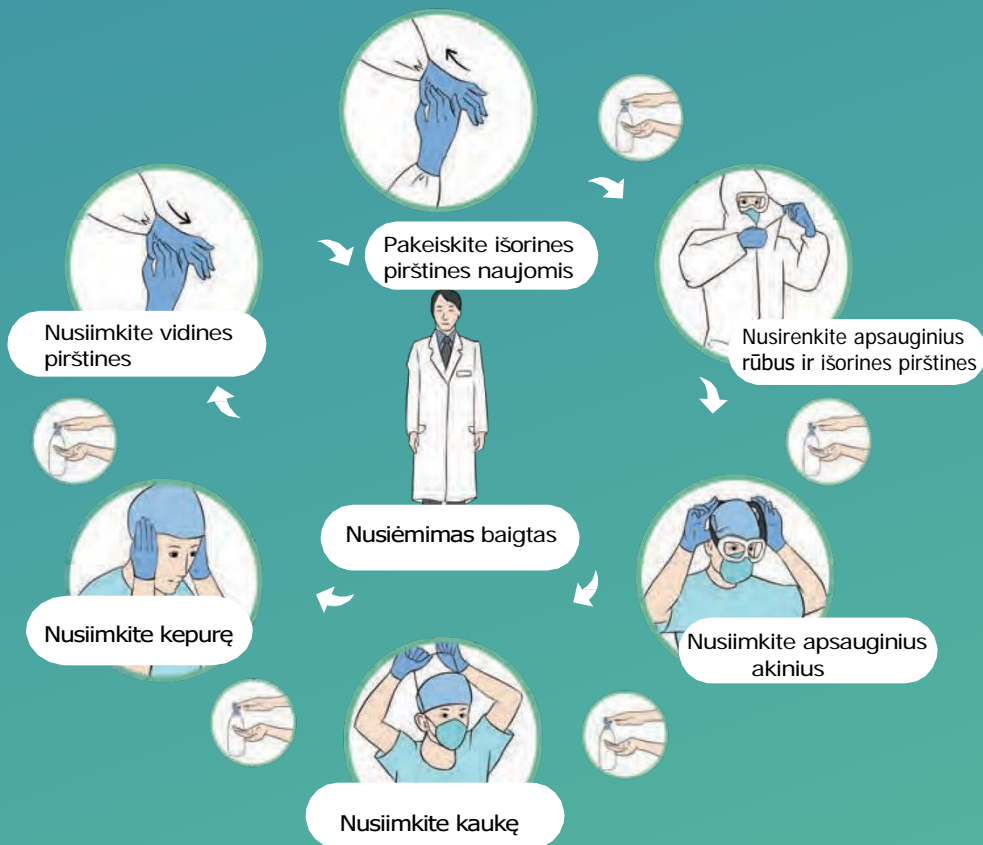 Pakeiskite išorines
pirštines naujomis
Nusirenkite apsauginius
rūbus ir išorines pirštines
Nusiimkite apsauginius
akinius
Nusiimkite kaukę
Nusiimkite kepurę
Nusiimkite vidines
pirštines
Nusiėmimas baigtas